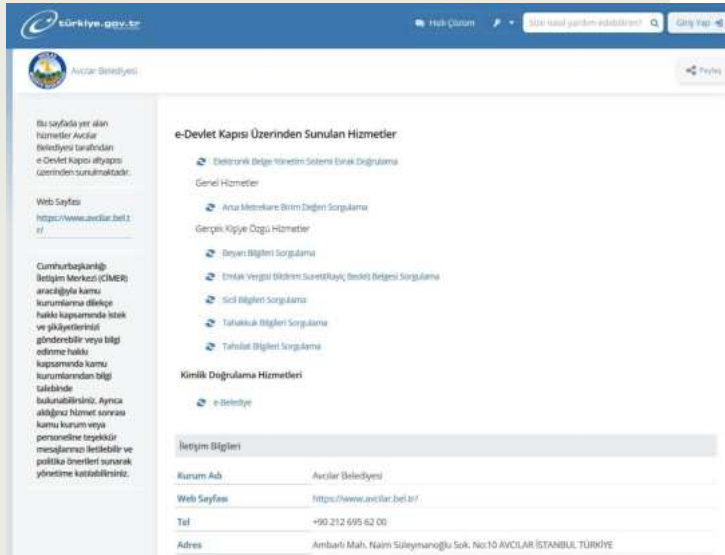 türkiye.gov.tr
Hızlı Çözüm
Size nasıl yardım edebilirim?
Giriş Yap
Avcılar Belediyesi
Paylaş
Bu sayfada yer alan
hizmetler Avcılar
Belediyesi tarafından
e-Devlet Kapısı altyapısı
üzerinden sunulmaktadır.
Web Sayfası
https://www.avcilar.bel.t
r/
Cumhurbaşkanlığı
İletişim Merkezi (CİMER)
aracılığıyla kamu
kurumlarına dilekçe
hakkı kapsamında istek
ve şikâyetlerinizi
gönderebilir veya bilgi
edinme hakkı
kapsamında kamu
kurumlarından bilgi
talebinde
bulunabilirsiniz. Ayrıca
aldığınız hizmet sonrası
kamu kurum veya
personeline teşekkür
mesajlarınızı iletilebilir ve
politika önerileri sunarak
yönetime katılabilirsiniz.
e-Devlet Kapısı Üzerinden Sunulan Hizmetler
Elektronik Belge Yönetim Sistemi Evrak Doğrulama
Genel Hizmetler
Arsa Metrekare Birim Değeri Sorgulama
Gerçek Kişiye Özgü Hizmetler
Beyan Bilgileri Sorgulama
Emlak Vergisi Bildirim Sureti(Rayiç Bedel) Belgesi Sorgulama
Sicil Bilgileri Sorgulama
Tahakkuk Bilgileri Sorgulama
Tahsilat Bilgileri Sorgulama
Kimlik Doğrulama Hizmetleri
e-Belediye
İletişim Bilgileri
Kurum Adı Avcılar Belediyesi
Web Sayfası https://www.avcilar.bel.tr/
Tel +90 212 695 62 00
Adres Ambarlı Mah. Naim Süleymanoğlu Sok. No:10 AVCILAR İSTANBUL TÜRKİYE